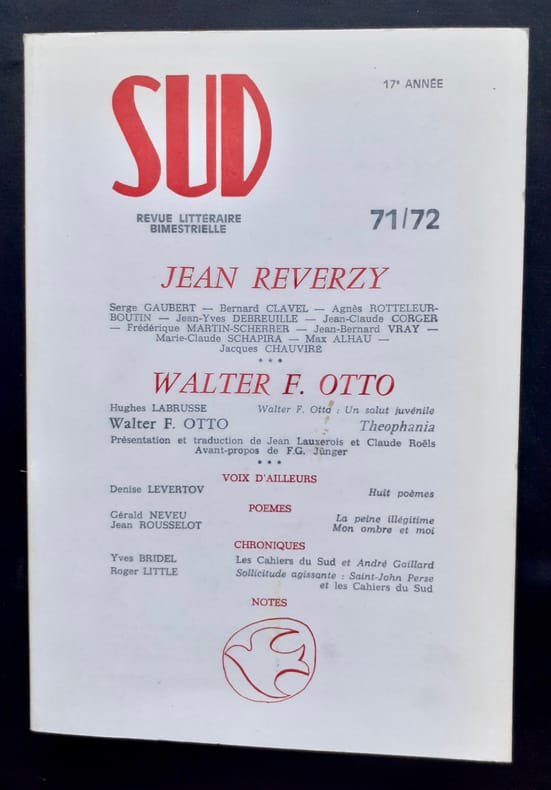 SUD
17e ANNÉE
REVUE LITTÉRAIRE
BIMESTRIELLE
71/72
JEAN REVERZY
Serge GAUBERT — Bernard CLAVEL — Agnès ROTTELEUR-
BOUTIN — Jean-Yves DEBREUILLE — Jean-Claude CORGER
— Frédérique MARTIN-SCHERRER — Jean-Bernard VRAY —
Marie-Claude SCHAPIRA — Max ALHAU —
Jacques CHAUVIRÉ
* * *
WALTER F. OTTO
Hughes LABRUSSE Walter F. Otto : Un salut juvénile
Walter F. OTTO Theophania
Présentation et traduction de Jean Lauxerois et Claude Roëls
Avant-propos de F.G. Jünger
* * *
VOIX D'AILLEURS
Denise LEVERTOV Huit poèmes
POEMES
Gérald NEVEU La peine illégitime
Jean ROUSSELOT Mon ombre et moi
CHRONIQUES
Yves BRIDEL Les Cahiers du Sud et André Gaillard
Roger LITTLE Sollicitude agissante : Saint-John Perse
et les Cahiers du Sud
NOTES